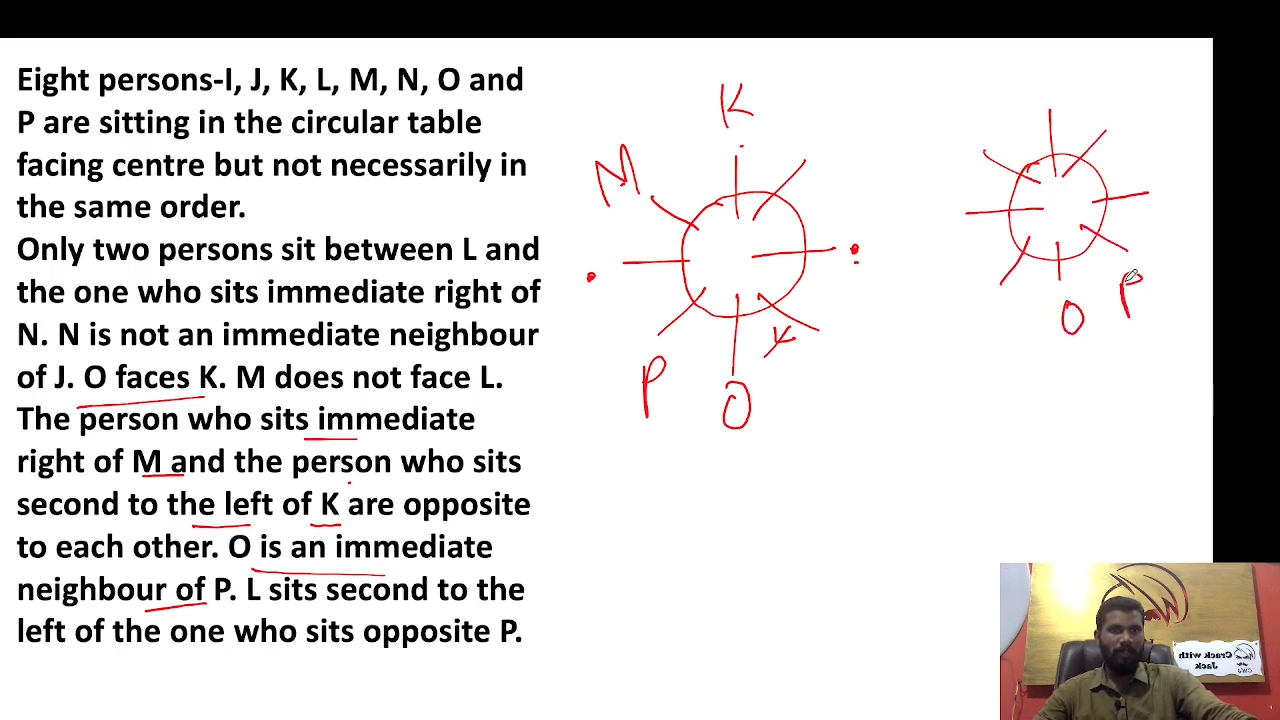 Eight persons-I, J, K, L, M, N, O and
P are sitting in the circular table
facing centre but not necessarily in
the same order.
Only two persons sit between L and
the one who sits immediate right of
N. N is not an immediate neighbour
of J. O faces K. M does not face L.
The person who sits immediate
right of M and the person who sits
second to the left of K are opposite
to each other. O is an immediate
neighbour of P. L sits second to the
left of the one who sits opposite P.
K
M
P
O
O
P
Crack with
Jack